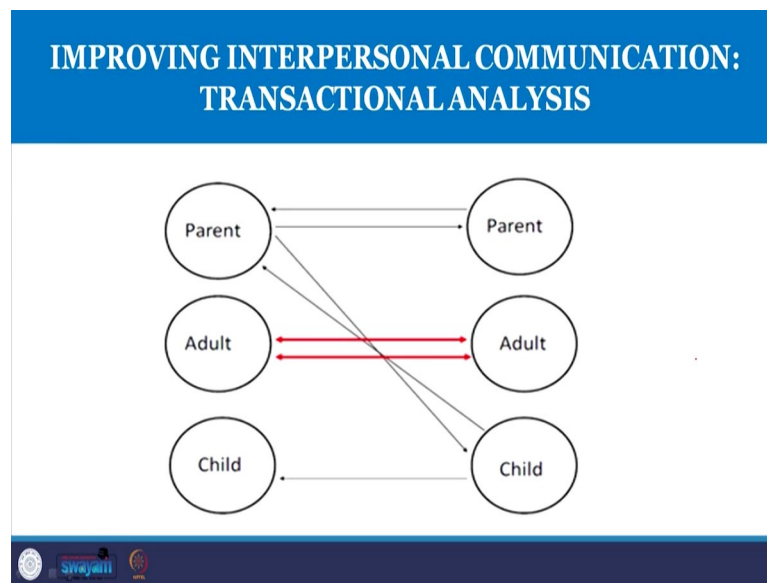 IMPROVING INTERPERSONAL COMMUNICATION:
TRANSACTIONAL ANALYSIS
Parent
Parent
Adult
Adult
Child
Child
swayam